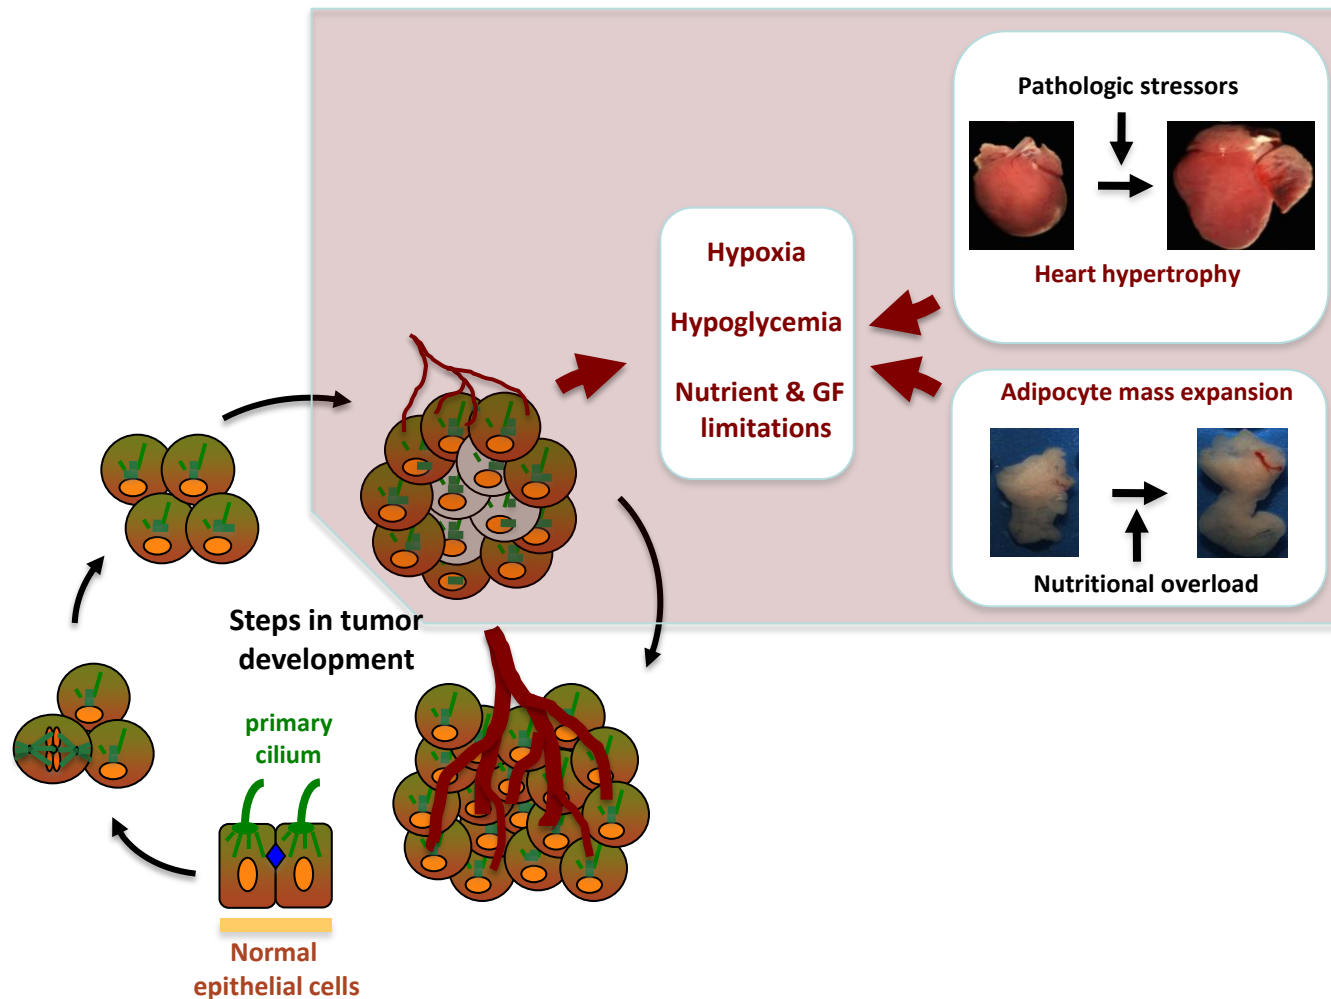 Pathologic stressors
Heart hypertrophy
Hypoxia
Hypoglycemia
Nutrient & GF
limitations
Adipocyte mass expansion
Nutritional overload
Steps in tumor
development
primary
cilium
Normal
epithelial cells